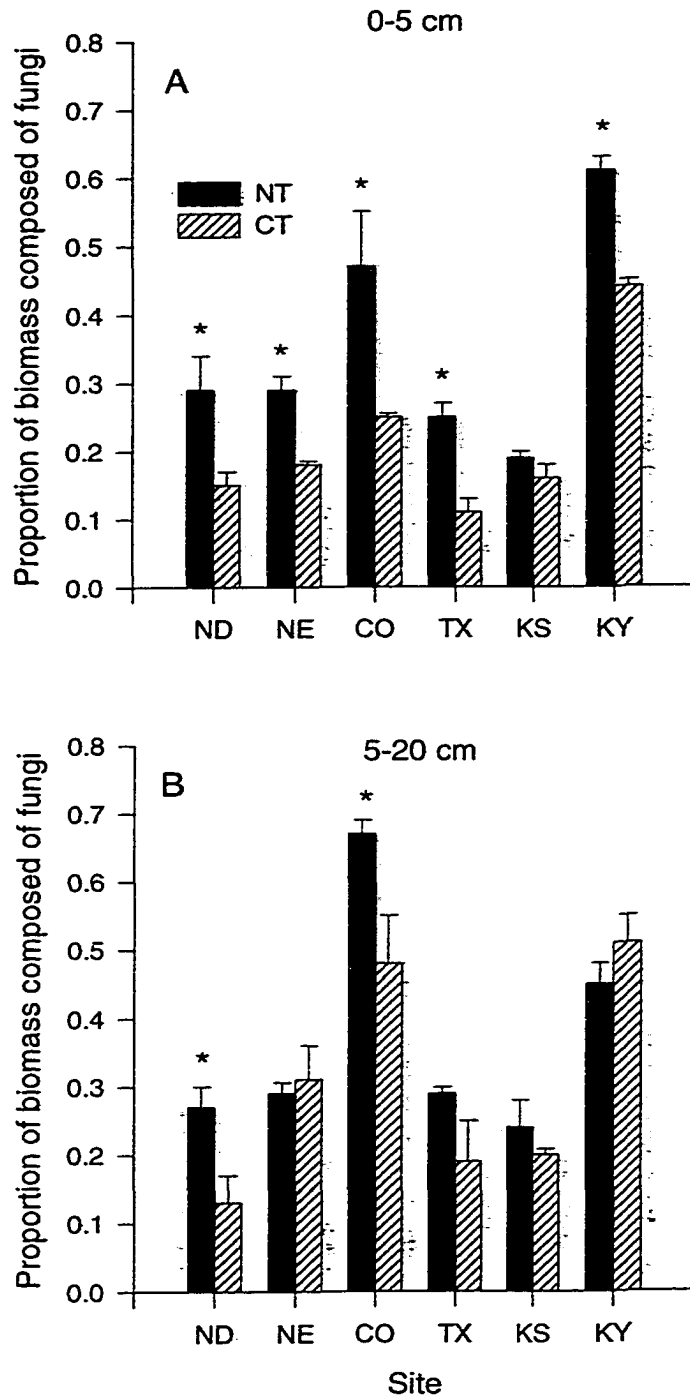 0-5 cm
Proportion of biomass composed of fungi
0.8
0.7
0.6
0.5
0.4
0.3
0.2
0.1
0.0
A
NT
CT
*
*
*
*
*
ND NE CO TX KS KY
5-20 cm
Proportion of biomass composed of fungi
0.8
0.7
0.6
0.5
0.4
0.3
0.2
0.1
0.0
B
*
*
ND NE CO TX KS KY
Site